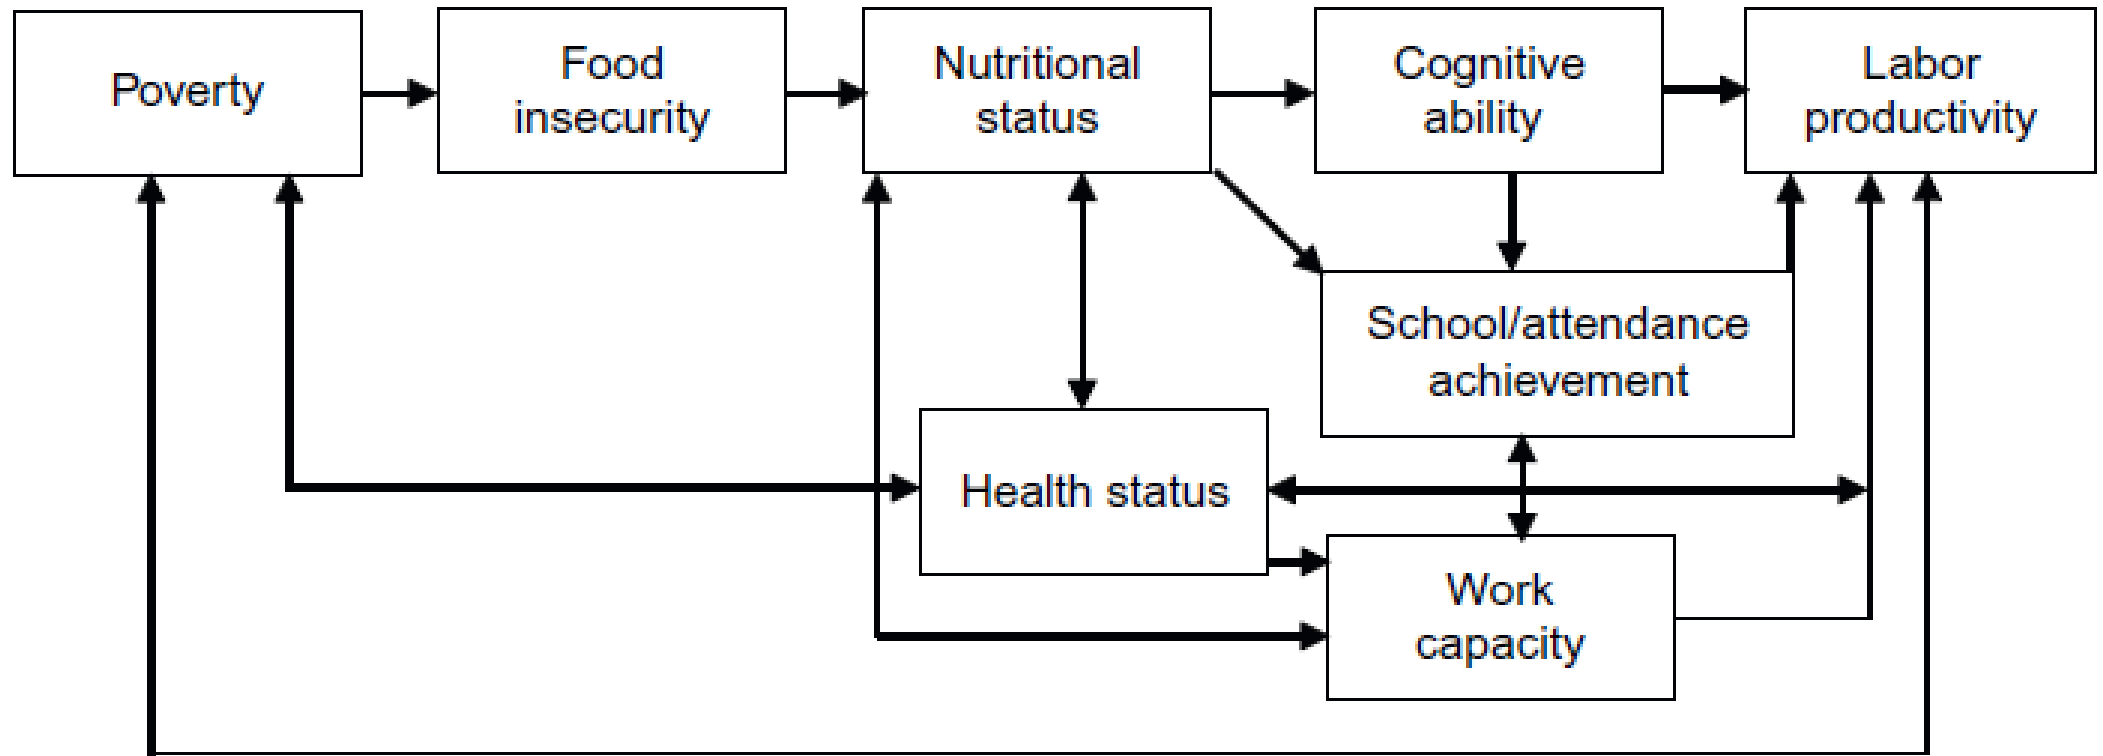 Poverty
Food
insecurity
Nutritional
status
Cognitive
ability
Labor
productivity
School/attendance
achievement
Health status
Work
capacity